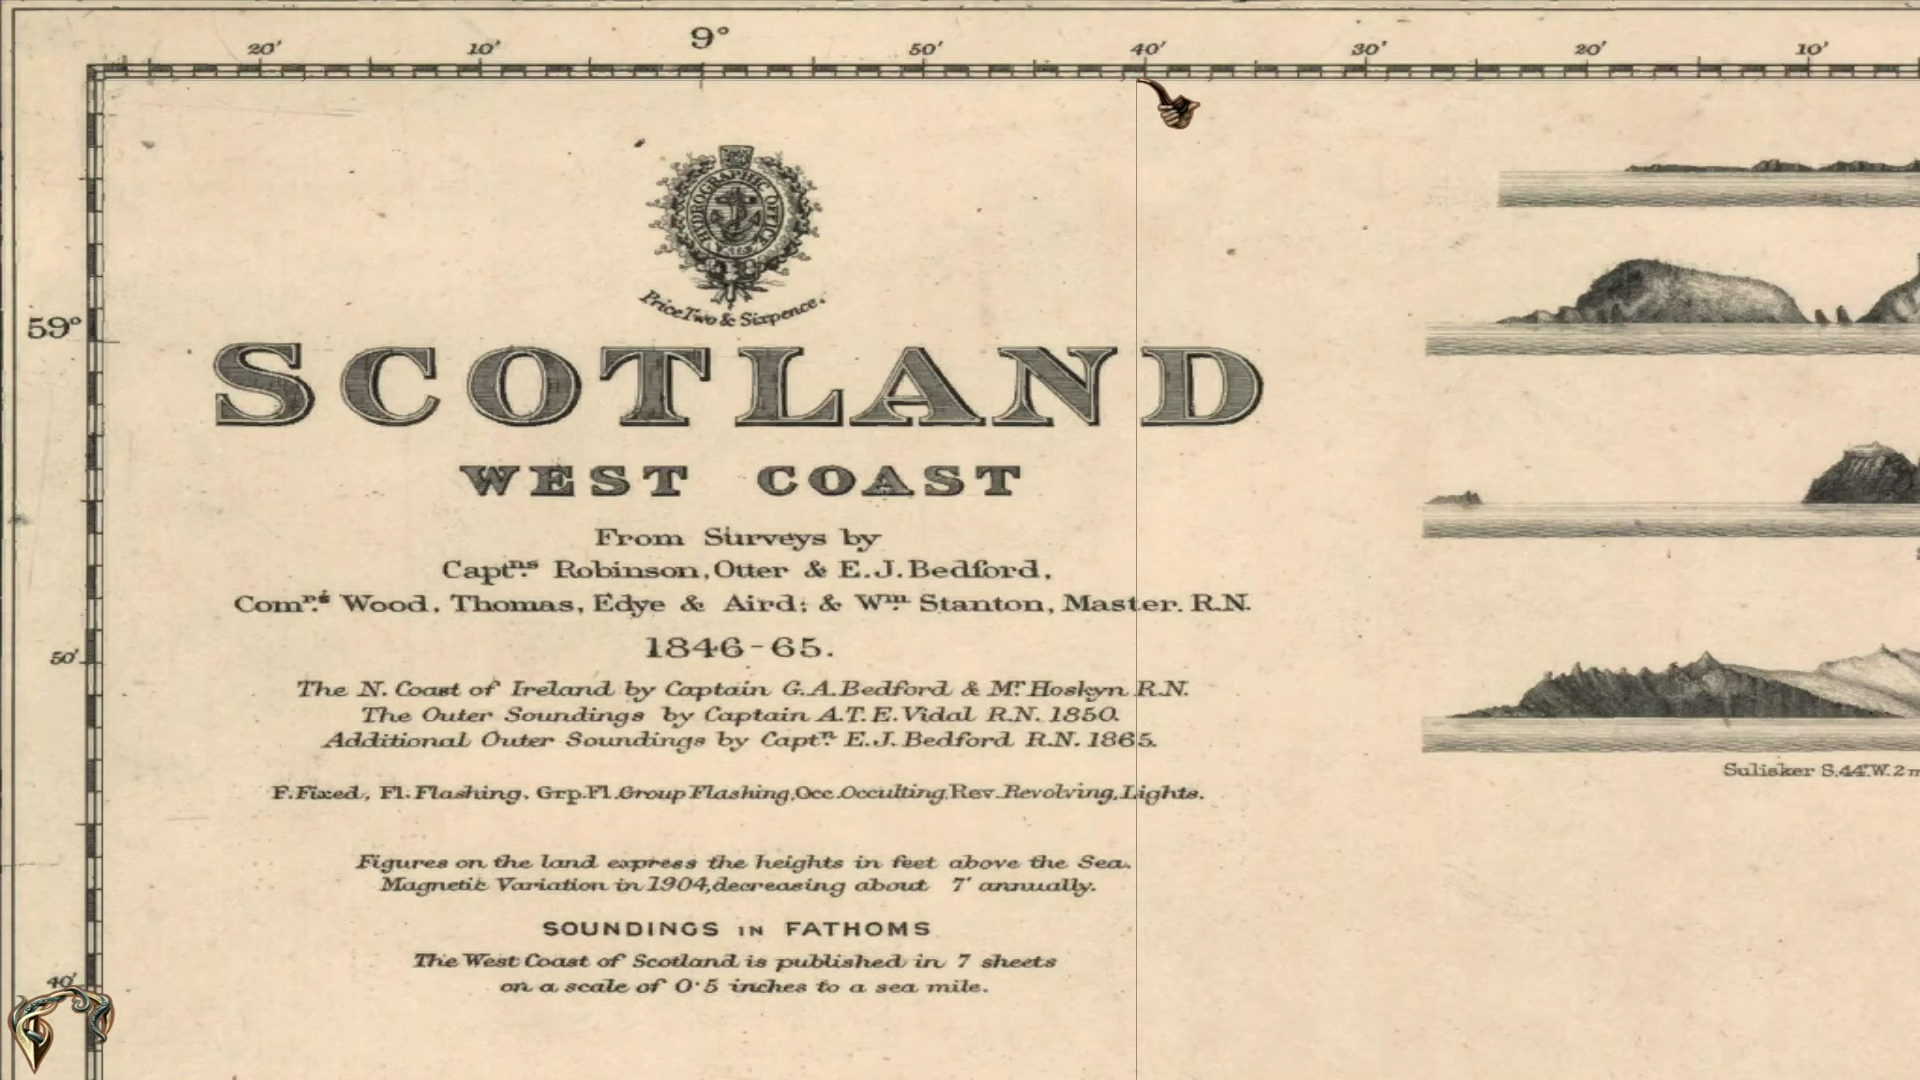 20' 10' 9° 50' 40' 30' 20' 10'
HYDROGRAPHIC OFFICE
Price Two & Sixpence.
59°
SCOTLAND
WEST COAST
From Surveys by
Captns. Robinson, Otter & E.J. Bedford,
Comrs. Wood, Thomas, Edye & Aird; & Wm. Stanton, Master. R.N.
1846-65.
50'
The N. Coast of Ireland by Captain G.A. Bedford & Mr. Hoskyn R.N.
The Outer Soundings by Captain A.T.E. Vidal R.N. 1850.
Additional Outer Soundings by Captn. E.J. Bedford R.N. 1865.
Sulisker S.44°W. 2
F. Fixed, Fl. Flashing, Grp. Fl. Group Flashing, Occ. Occulting, Rev. Revolving, Lights.
Figures on the land express the heights in feet above the Sea.
Magnetic Variation in 1904, decreasing about 7' annually.
SOUNDINGS IN FATHOMS
The West Coast of Scotland is published in 7 sheets
40'
on a scale of 0·5 inches to a sea mile.